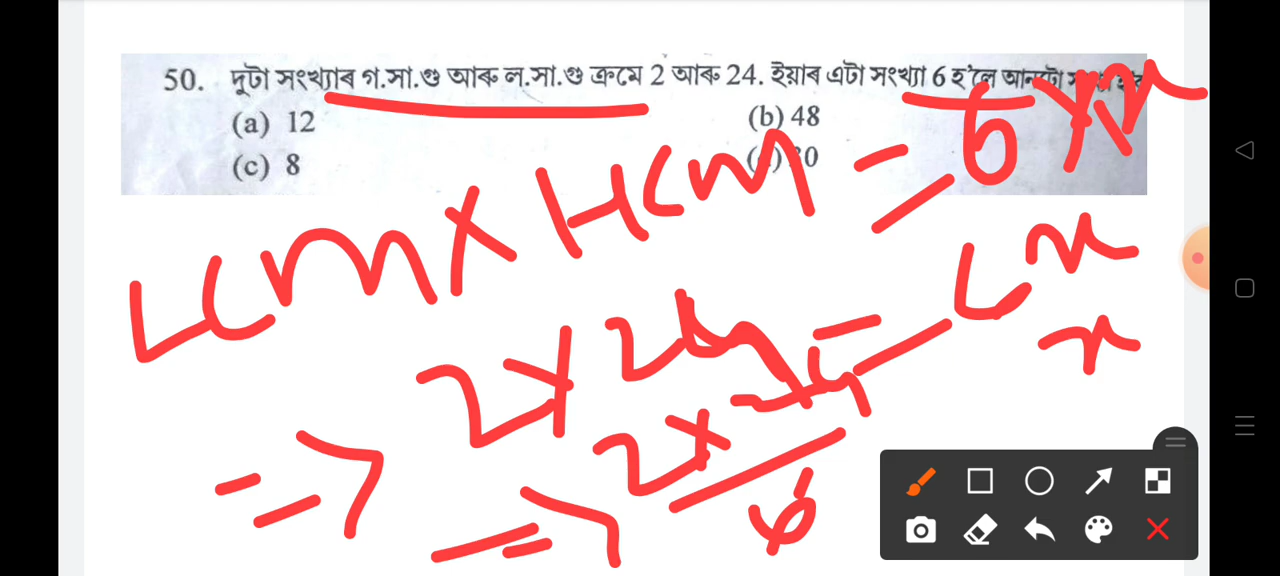 50. দুটা সংখ্যাৰ গ.সা.গু আৰু ল.সা.গু ক্ৰমে 2 আৰু 24. ইয়াৰ এটা সংখ্যা 6 হ'লে আনটো
(a) 12 (b) 48
(c) 8 30
LCM X HCM = 6 X x
=> 2 X 24 = 6x
=> 2 X 24 x
6